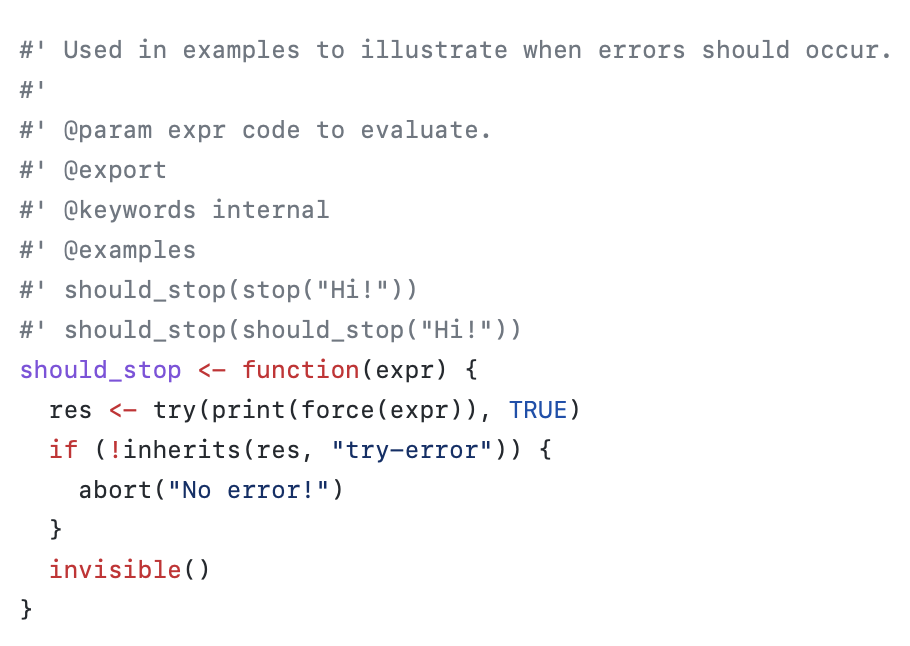 #' Used in examples to illustrate when errors should occur.
#'
#' @param expr code to evaluate.
#' @export
#' @keywords internal
#' @examples
#' should_stop(stop("Hi!"))
#' should_stop(should_stop("Hi!"))
should_stop <- function(expr) {
  res <- try(print(force(expr)), TRUE)
  if (!inherits(res, "try-error")) {
    abort("No error!")
  }
  invisible()
}